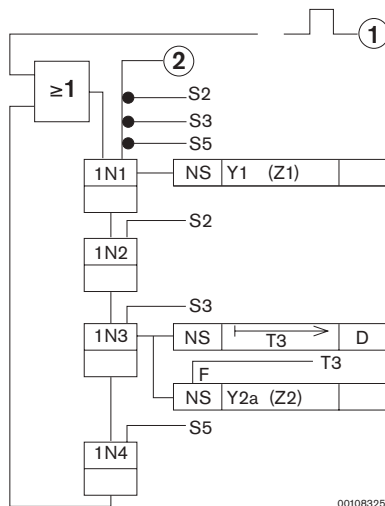 1
2
≥1
S2
S3
S5
1N1
NS Y1 (Z1)
S2
1N2
S3
1N3
NS T3 D
T3
F
NS Y2a (Z2)
S5
1N4
00108325